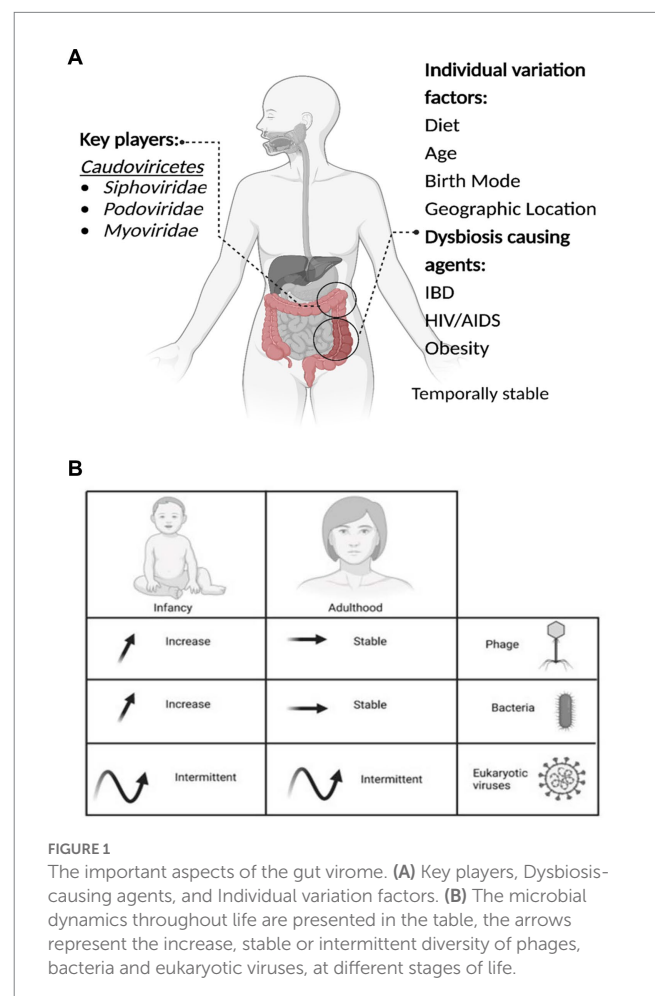 A
Key players:
Caudoviricetes
• Siphoviridae
• Podoviridae
• Myoviridae
Individual variation
factors:
Diet
Age
Birth Mode
Geographic Location
Dysbiosis causing
agents:
IBD
HIV/AIDS
Obesity
Temporally stable
B
Infancy
Adulthood
Increase
Stable
Phage
Increase
Stable
Bacteria
Intermittent
Intermittent
Eukaryotic
viruses
FIGURE 1
The important aspects of the gut virome. (A) Key players, Dysbiosis-
causing agents, and Individual variation factors. (B) The microbial
dynamics throughout life are presented in the table, the arrows
represent the increase, stable or intermittent diversity of phages,
bacteria and eukaryotic viruses, at different stages of life.